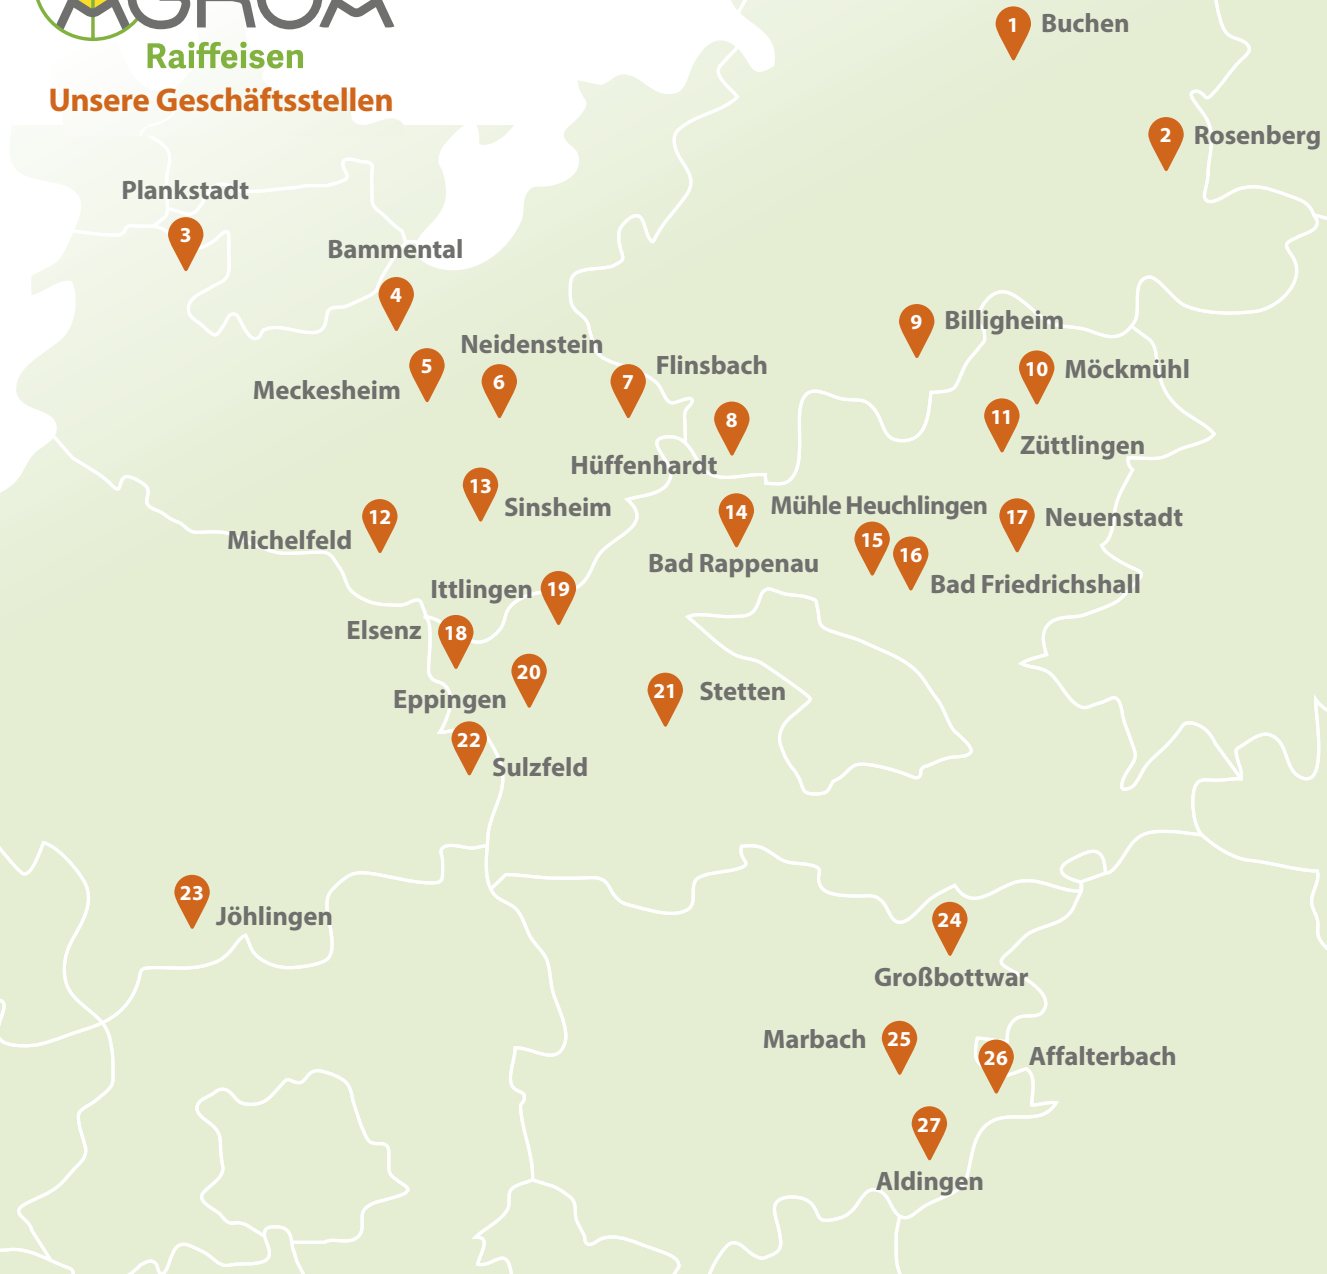 AGROA
Raiffeisen
Unsere Geschäftsstellen
1 Buchen
2 Rosenberg
Plankstadt
3
Bammental
4
9 Billigheim
Neidenstein
5
Meckesheim
6
7
Flinsbach
10 Möckmühl
8
11
Züttlingen
Hüffenhardt
13
Sinsheim
12
Michelfeld
14
Bad Rappenau
Mühle Heuchlingen
15
16
Bad Friedrichshall
17 Neuenstadt
Ittlingen 19
Elsenz 18
20
Eppingen
21 Stetten
22
Sulzfeld
23
Jöhlingen
24
Großbottwar
Marbach 25
26 Affalterbach
27
Aldingen